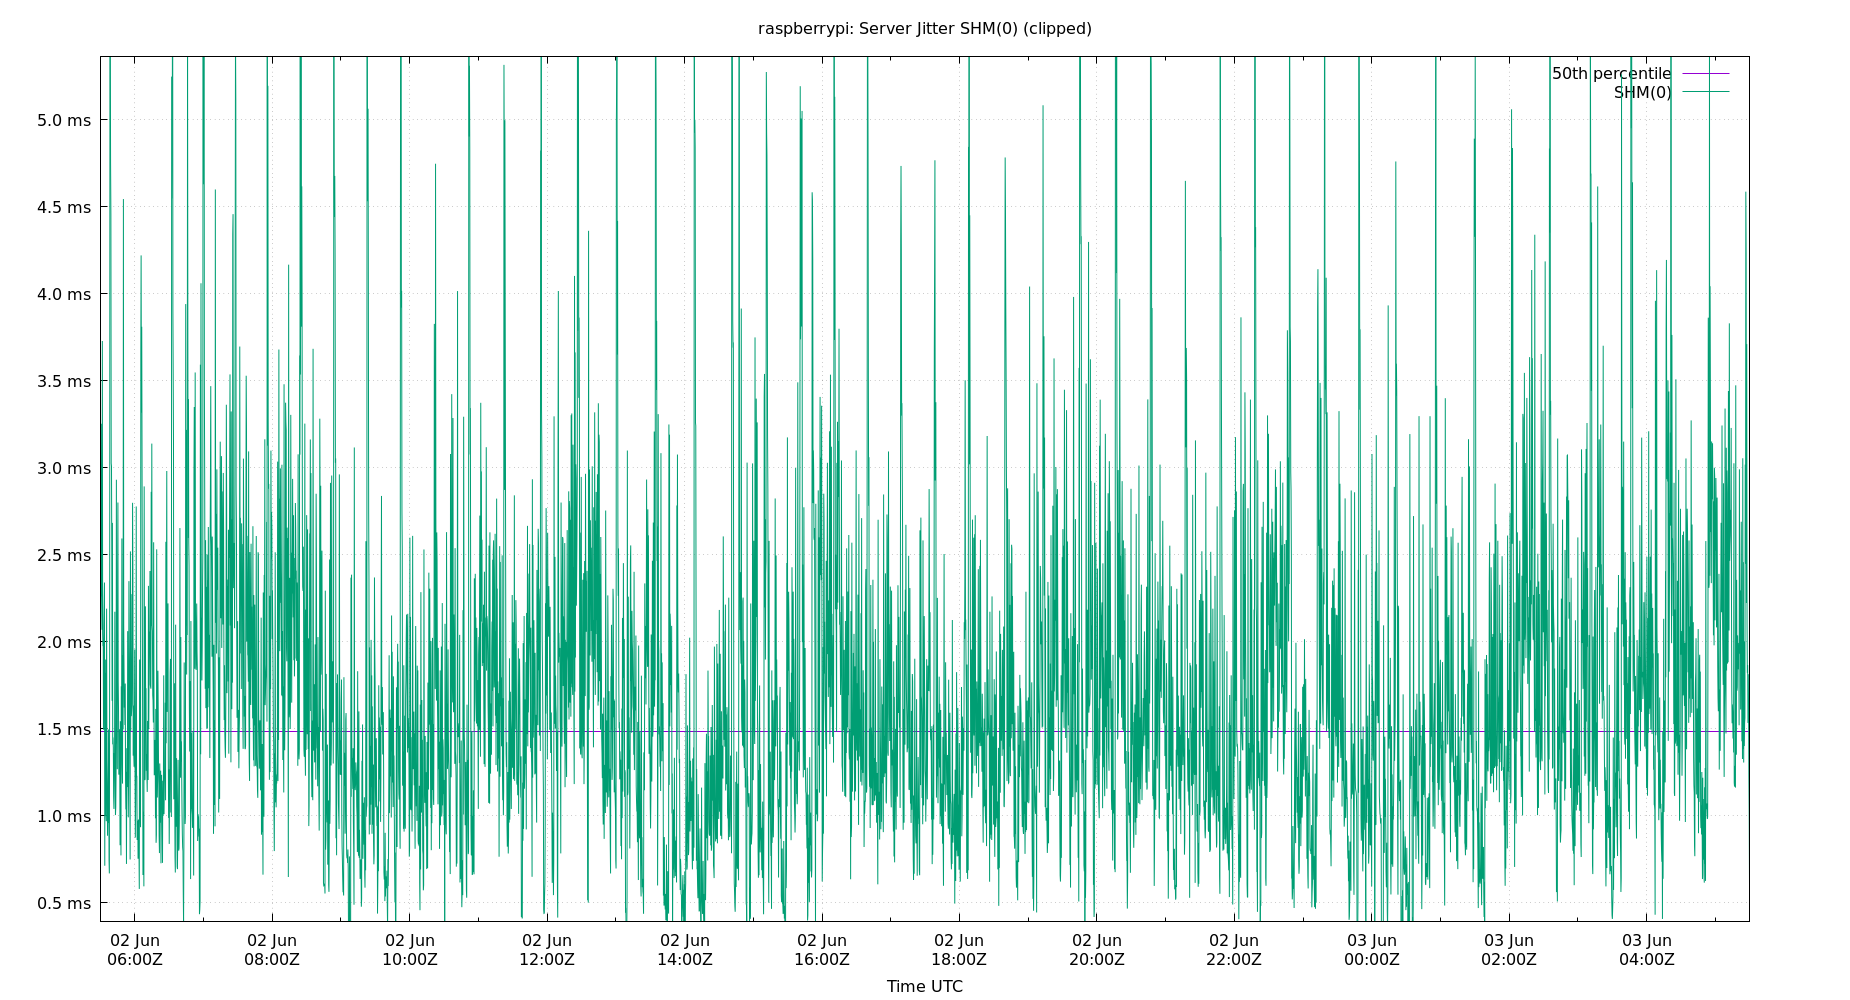 raspberrypi: Server Jitter SHM(0) (clipped)
50th percentile
SHM(0)
5.0 ms
4.5 ms
4.0 ms
3.5 ms
3.0 ms
2.5 ms
2.0 ms
1.5 ms
1.0 ms
0.5 ms
02 Jun 02 Jun 02 Jun 02 Jun 02 Jun 02 Jun 02 Jun 02 Jun 02 Jun 03 Jun 03 Jun 03 Jun
06:00Z 08:00Z 10:00Z 12:00Z 14:00Z 16:00Z 18:00Z 20:00Z 22:00Z 00:00Z 02:00Z 04:00Z
Time UTC